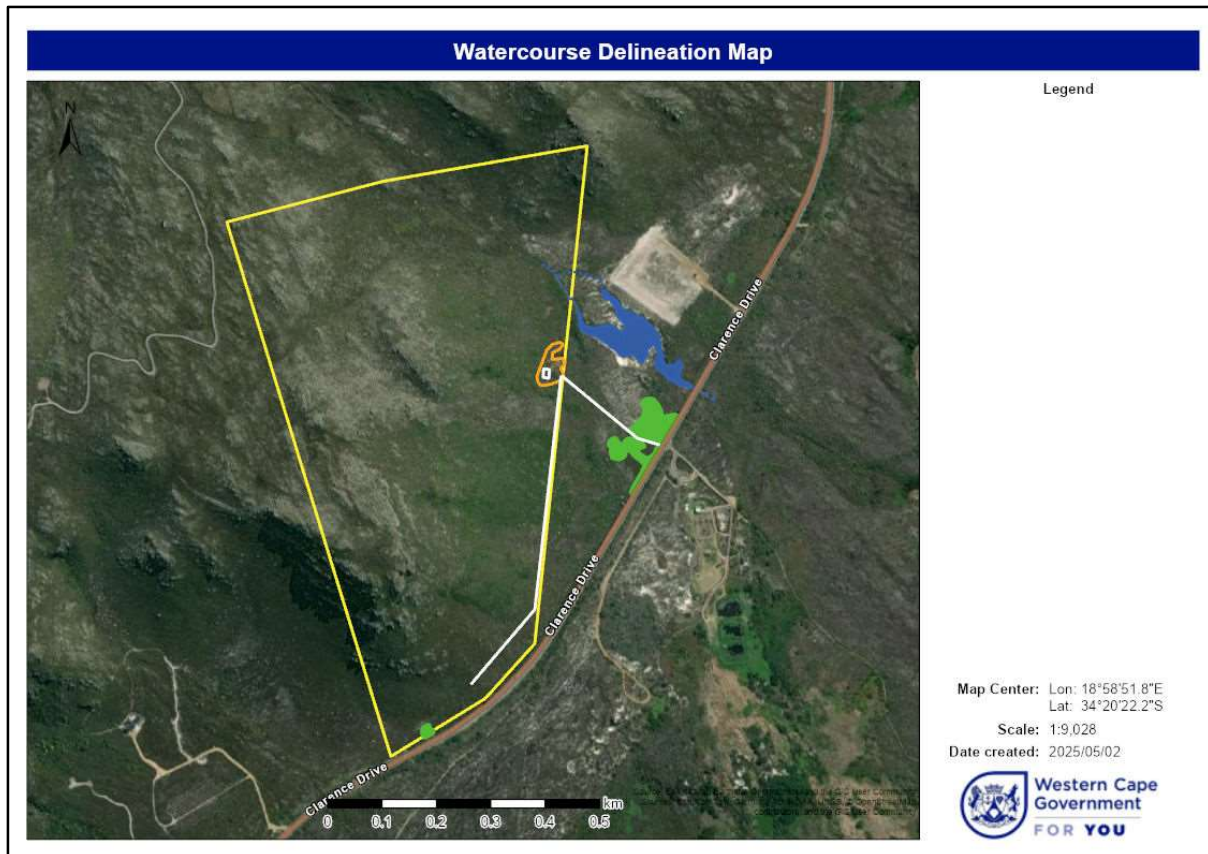 Watercourse Delineation Map
Legend
N
Clarence Drive
Clarence Drive
Clarence Drive
km
0 0.1 0.2 0.3 0.4 0.5
Map Center: Lon: 18°58'51.8"E
Lat: 34°20'22.2"S
Scale: 1:9,028
Date created: 2025/05/02
Western Cape
Government
FOR YOU